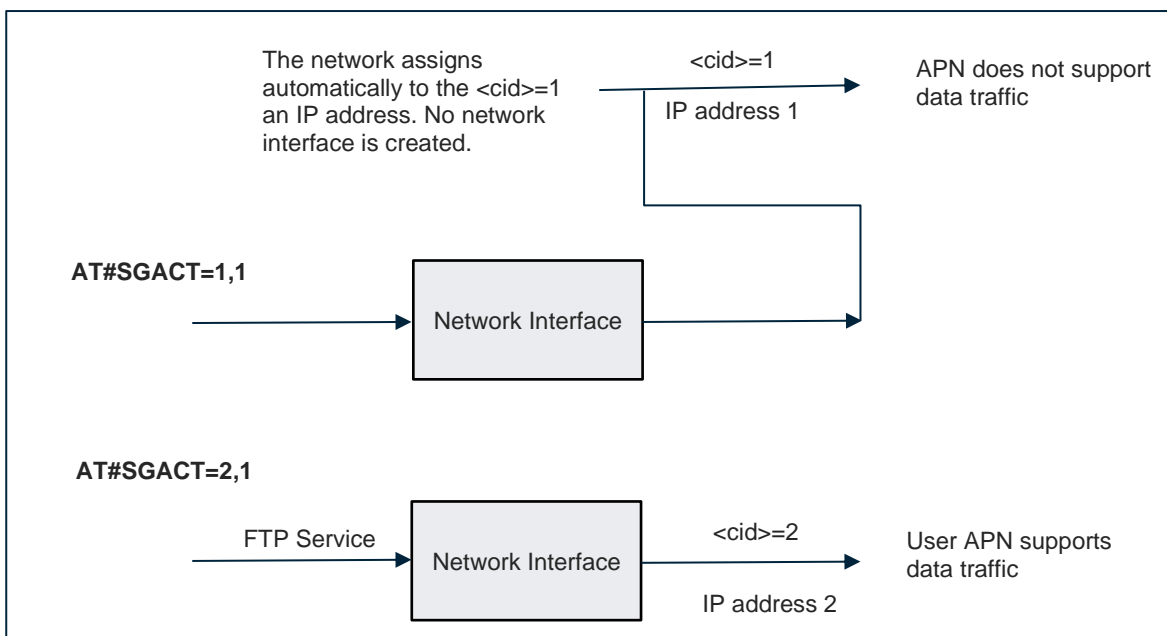 The network assigns
automatically to the <cid>=1
an IP address. No network
interface is created.
<cid>=1
IP address 1
APN does not support
data traffic
AT#SGACT=1,1
Network Interface
AT#SGACT=2,1
FTP Service
Network Interface
<cid>=2
IP address 2
User APN supports
data traffic